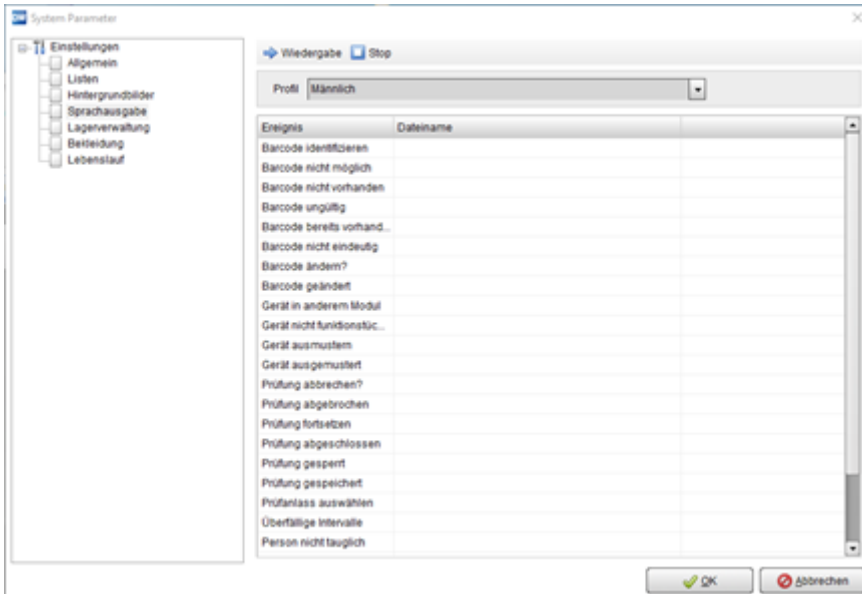 System Parameter
Einstellungen
Allgemein
Listen
Hintergrundbilder
Sprachausgabe
Lagerverwaltung
Bekleidung
Lebenslauf
Wiedergabe Stop
Profil Männlich
Ereignis Dateiname
Barcode identifizieren
Barcode nicht möglich
Barcode nicht vorhanden
Barcode ungültig
Barcode bereits vorhand...
Barcode nicht eindeutig
Barcode ändern?
Barcode geändert
Gerät in anderem Modul
Gerät nicht funktionstüc...
Gerät ausmustern
Gerät ausgemustert
Prüfung abbrechen?
Prüfung abgebrochen
Prüfung fortsetzen
Prüfung abgeschlossen
Prüfung gesperrt
Prüfung gespeichert
Prüfanlass auswählen
Überfällige Intervalle
Person nicht tauglich
OK Abbrechen